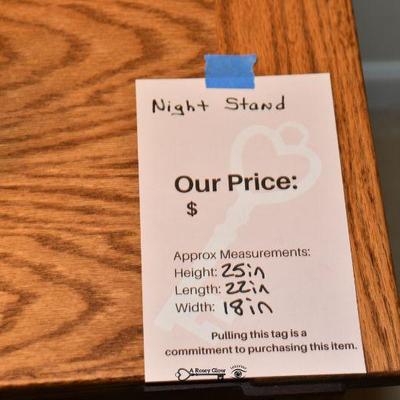 Night Stand
Our Price:
$
Approx Measurements:
Height: 25in
Length: 22in
Width: 18in
Pulling this tag is a
commitment to purchasing this item.
A Rosey Glow